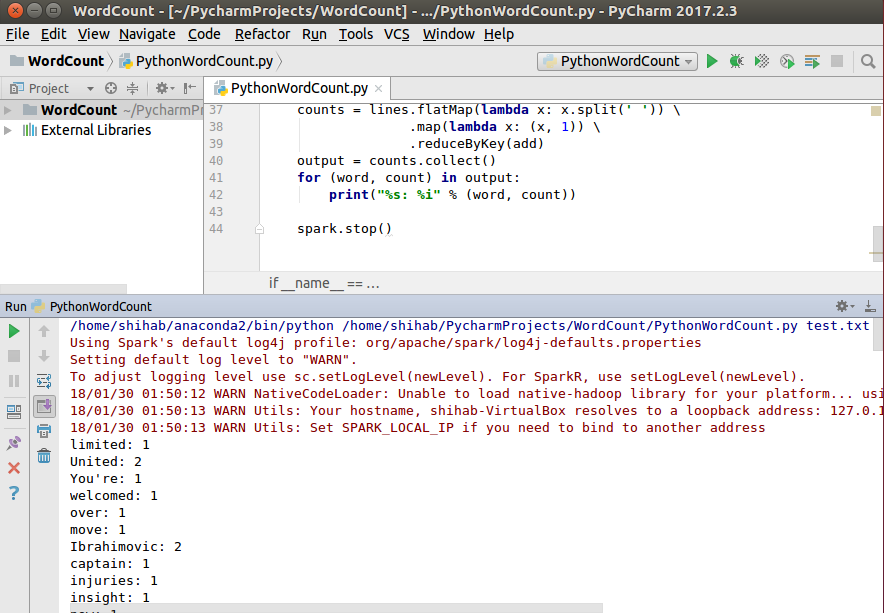 WordCount - [~/PycharmProjects/WordCount] - .../PythonWordCount.py - PyCharm 2017.2.3
File Edit View Navigate Code Refactor Run Tools VCS Window Help
WordCount PythonWordCount.py PythonWordCount
Project PythonWordCount.py
WordCount ~/PycharmPr
External Libraries
37 counts = lines.flatMap(lambda x: x.split(' ')) \
38 .map(lambda x: (x, 1)) \
39 .reduceByKey(add)
40 output = counts.collect()
41 for (word, count) in output:
42 print("%s: %i" % (word, count))
43
44 spark.stop()
if __name__ == ...
Run PythonWordCount
/home/shihab/anaconda2/bin/python /home/shihab/PycharmProjects/WordCount/PythonWordCount.py test.txt
Using Spark's default log4j profile: org/apache/spark/log4j-defaults.properties
Setting default log level to "WARN".
To adjust logging level use sc.setLogLevel(newLevel). For SparkR, use setLogLevel(newLevel).
18/01/30 01:50:12 WARN NativeCodeLoader: Unable to load native-hadoop library for your platform... usi
18/01/30 01:50:13 WARN Utils: Your hostname, shihab-VirtualBox resolves to a loopback address: 127.0.1
18/01/30 01:50:13 WARN Utils: Set SPARK_LOCAL_IP if you need to bind to another address
limited: 1
United: 2
You're: 1
welcomed: 1
over: 1
move: 1
Ibrahimovic: 2
captain: 1
injuries: 1
insight: 1